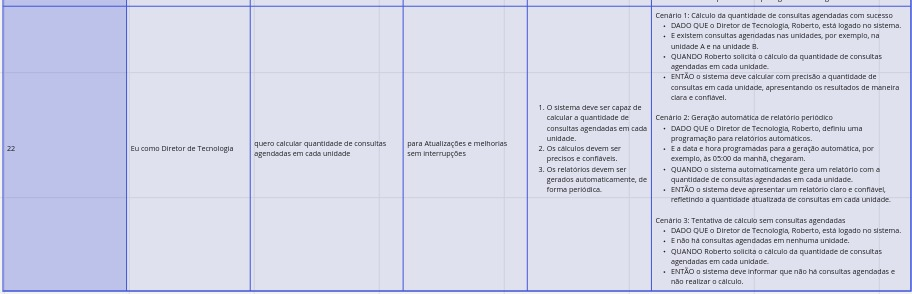 22
Eu como Diretor de Tecnologia
quero calcular quantidade de consultas
agendadas em cada unidade
para Atualizações e melhorias
sem interrupções
1. O sistema deve ser capaz de
calcular a quantidade de
consultas agendadas em cada
unidade.
2. Os cálculos devem ser
precisos e confiáveis.
3. Os relatórios devem ser
gerados automaticamente, de
forma periódica.
Cenário 1: Cálculo da quantidade de consultas agendadas com sucesso
• DADO QUE o Diretor de Tecnologia, Roberto, está logado no sistema.
• E existem consultas agendadas nas unidades, por exemplo, na
unidade A e na unidade B.
• QUANDO Roberto solicita o cálculo da quantidade de consultas
agendadas em cada unidade.
• ENTÃO o sistema deve calcular com precisão a quantidade de
consultas em cada unidade, apresentando os resultados de maneira
clara e confiável.
Cenário 2: Geração automática de relatório periódico
• DADO QUE o Diretor de Tecnologia, Roberto, definiu uma
programação para relatórios automáticos.
• E a data e hora programadas para a geração automática, por
exemplo, às 05:00 da manhã, chegaram.
• QUANDO o sistema automaticamente gera um relatório com a
quantidade de consultas agendadas em cada unidade.
• ENTÃO o sistema deve apresentar um relatório claro e confiável,
refletindo a quantidade atualizada de consultas em cada unidade.
Cenário 3: Tentativa de cálculo sem consultas agendadas
• DADO QUE o Diretor de Tecnologia, Roberto, está logado no sistema.
• E não há consultas agendadas em nenhuma unidade.
• QUANDO Roberto solicita o cálculo da quantidade de consultas
agendadas em cada unidade.
• ENTÃO o sistema deve informar que não há consultas agendadas e
não realizar o cálculo.